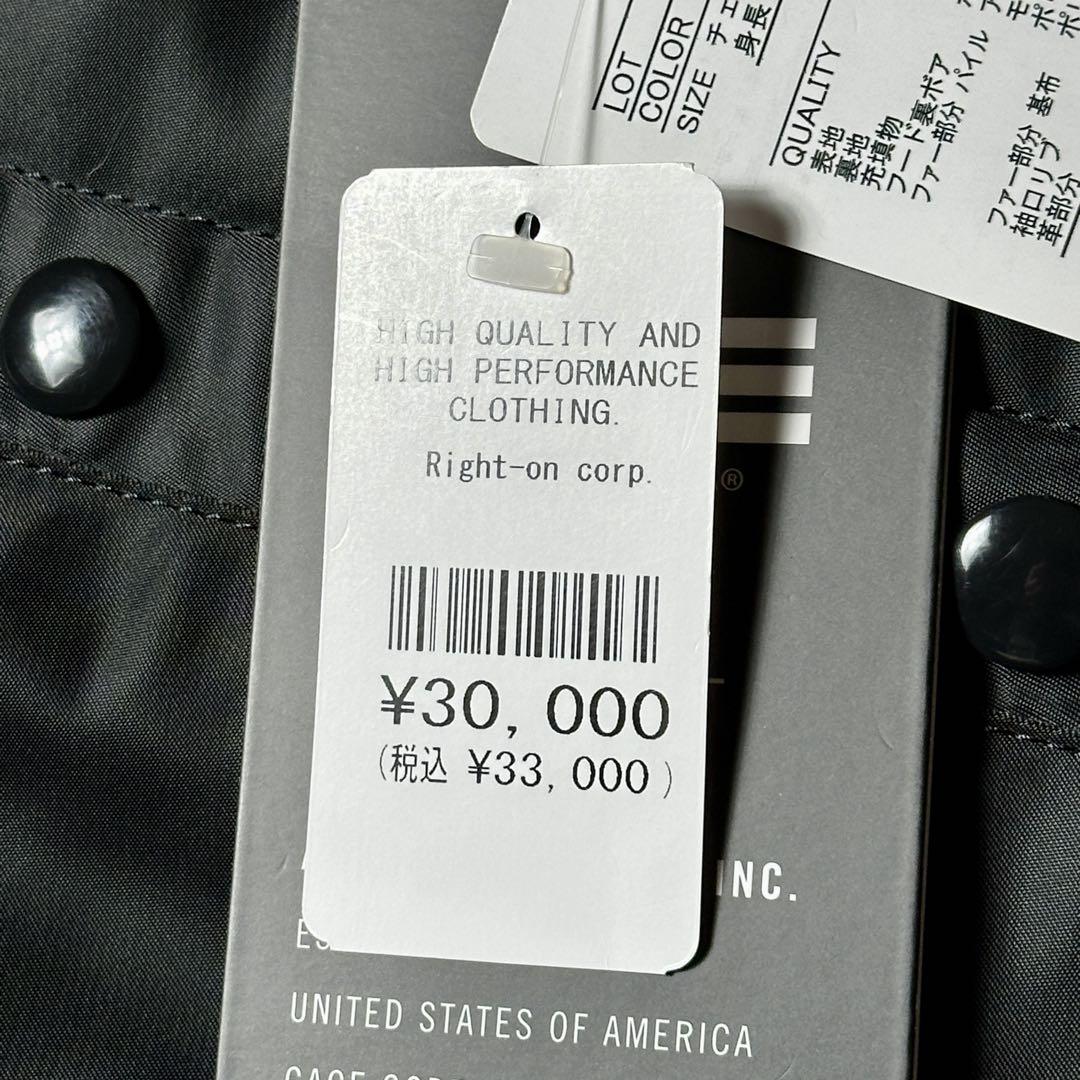 HIGH QUALITY AND
HIGH PERFORMANCE
CLOTHING.
Right-on corp.
¥30,000
(税込 ¥33,000)
LOT
COLOR
SIZE
身長
QUALITY
表地
裏地
充填物
フード裏ボア
ファー部分 パイル
ファー部分 基布
袖口リブ
革部分
®
INC.
UNITED STATES OF AMERICA